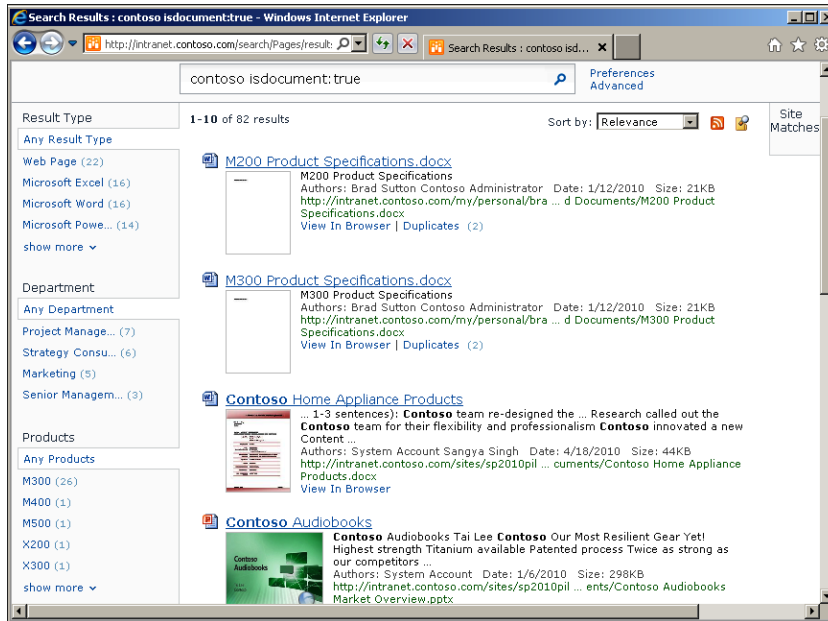 Search Results : contoso isdocument:true - Windows Internet Explorer
http://intranet.contoso.com/search/Pages/result:
Search Results : contoso isd...
contoso isdocument:true
Preferences
Advanced
Result Type
Any Result Type
Web Page (22)
Microsoft Excel (16)
Microsoft Word (16)
Microsoft Powe... (14)
show more
Department
Any Department
Project Manage... (7)
Strategy Consu... (6)
Marketing (5)
Senior Managem... (3)
Products
Any Products
M300 (26)
M400 (1)
M500 (1)
X200 (1)
X300 (1)
show more
1-10 of 82 results
Sort by: Relevance
M200 Product Specifications.docx
M200 Product Specifications
Authors: Brad Sutton Contoso Administrator Date: 1/12/2010 Size: 21KB
http://intranet.contoso.com/my/personal/bra ... d Documents/M200 Product
Specifications.docx
View In Browser | Duplicates (2)
M300 Product Specifications.docx
M300 Product Specifications
Authors: Brad Sutton Contoso Administrator Date: 1/12/2010 Size: 21KB
http://intranet.contoso.com/my/personal/bra ... d Documents/M300 Product
Specifications.docx
View In Browser | Duplicates (2)
Contoso Home Appliance Products
... 1-3 sentences): Contoso team re-designed the ... Research called out the
Contoso team for their flexibility and professionalism Contoso innovated a new
Content ...
Authors: System Account Sangya Singh Date: 4/18/2010 Size: 44KB
http://intranet.contoso.com/sites/sp2010pil ... cuments/Contoso Home Appliance
Products.docx
View In Browser
Contoso Audiobooks
Contoso
Audiobooks
Contoso Audiobooks Tai Lee Contoso Our Most Resilient Gear Yet!
Highest strength Titanium available Patented process Twice as strong as
our competitors ...
Authors: System Account Date: 1/6/2010 Size: 298KB
http://intranet.contoso.com/sites/sp2010pil ... ents/Contoso Audiobooks
Market Overview.pptx
Site
Matches